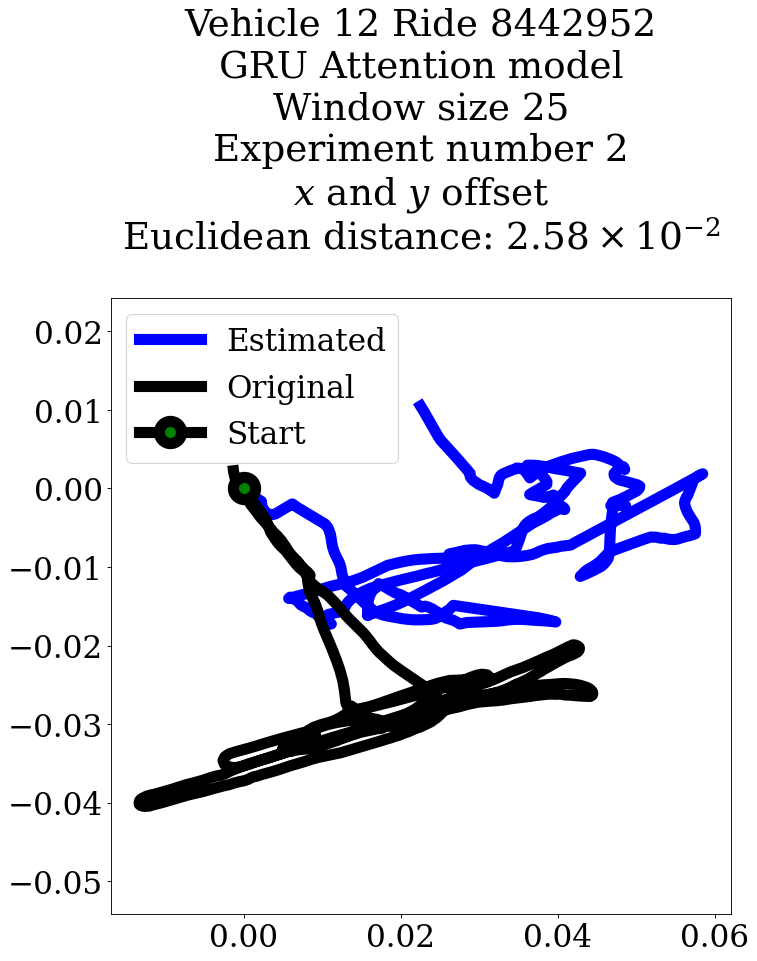 Vehicle 12 Ride 8442952
GRU Attention model
Window size 25
Experiment number 2
x and y offset
Euclidean distance: 2.58 × 10⁻²
Estimated
Original
Start
0.02
0.01
0.00
−0.01
−0.02
−0.03
−0.04
−0.05
0.00 0.02 0.04 0.06